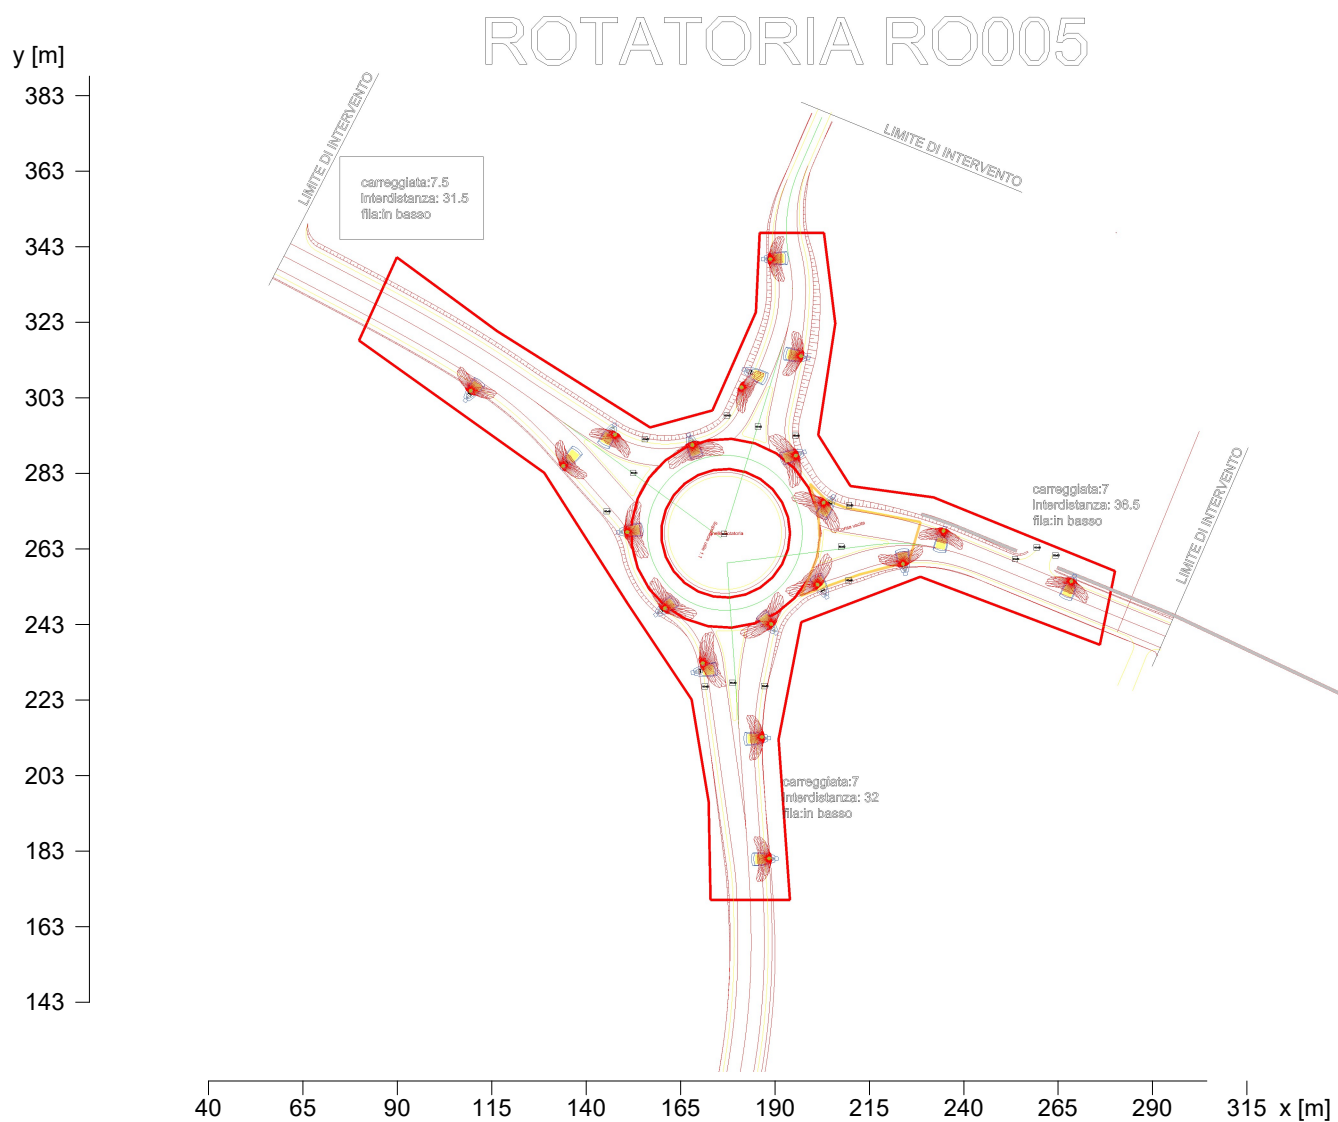 ROTATORIA RO005
y [m]
383
363
343
323
303
283
263
243
223
203
183
163
143
LIMITE DI INTERVENTO
carreggiata:7.5
interdistanza: 31.5
fila:in basso
LIMITE DI INTERVENTO
carreggiata:7
interdistanza: 36.5
fila:in basso
LIMITE DI INTERVENTO
carreggiata:7
interdistanza: 32
fila:in basso
40 65 90 115 140 165 190 215 240 265 290 315 x [m]